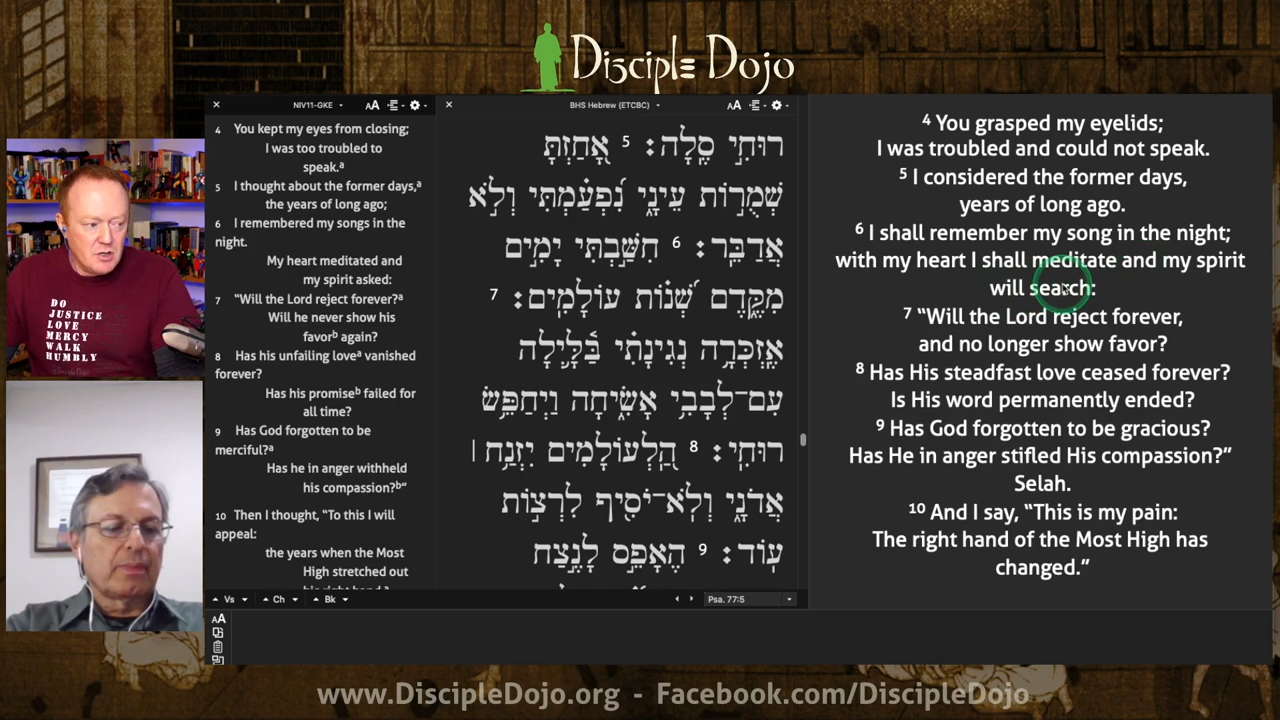 Disciple Dojo
NIV11-GKE
4 You kept my eyes from closing;
I was too troubled to
speak.a
5 I thought about the former days,a
the years of long ago;
6 I remembered my songs in the
night.
My heart meditated and
my spirit asked:
7 “Will the Lord reject forever?a
Will he never show his
favorb again?
8 Has his unfailing lovea vanished
forever?
Has his promiseb failed for
all time?
9 Has God forgotten to be
merciful?a
Has he in anger withheld
his compassion?b”
10 Then I thought, “To this I will
appeal:
the years when the Most
High stretched out
his right hand.a
Vs
Ch
Bk
BHS Hebrew (ETCBC)
רוּחִ֣י סֶֽלָה׃ 5 אָ֭חַזְתָּ
שְׁמֻר֣וֹת עֵינָ֑י נִ֝פְעַ֗מְתִּי וְלֹ֣א
אֲדַבֵּֽר׃ 6 חִשַּׁ֣בְתִּי יָמִ֣ים
מִקֶּ֑דֶם שְׁ֝נ֗וֹת עוֹלָמִֽים׃ 7
אֶֽזְכְּרָ֥ה נְגִינָתִ֗י בַּ֫לָּ֥יְלָה
עִם־לְבָבִ֥י אָשִׂ֑יחָה וַיְחַפֵּ֥שׂ
רוּחִֽי׃ 8 הַֽ֭לְעוֹלָמִים יִזְנַ֥ח ׀
אֲדֹנָ֑י וְלֹֽא־יֹסִ֖יף לִרְצ֣וֹת
עֽוֹד׃ 9 הֶאָפֵ֣ס לָנֶ֣צַח
Psa. 77:5
4 You grasped my eyelids;
I was troubled and could not speak.
5 I considered the former days,
years of long ago.
6 I shall remember my song in the night;
with my heart I shall meditate and my spirit
will search:
7 “Will the Lord reject forever,
and no longer show favor?
8 Has His steadfast love ceased forever?
Is His word permanently ended?
9 Has God forgotten to be gracious?
Has He in anger stifled His compassion?”
Selah.
10 And I say, “This is my pain:
The right hand of the Most High has
changed.”
DO
JUSTICE
LOVE
MERCY
WALK
HUMBLY
www.DiscipleDojo.org - Facebook.com/DiscipleDojo